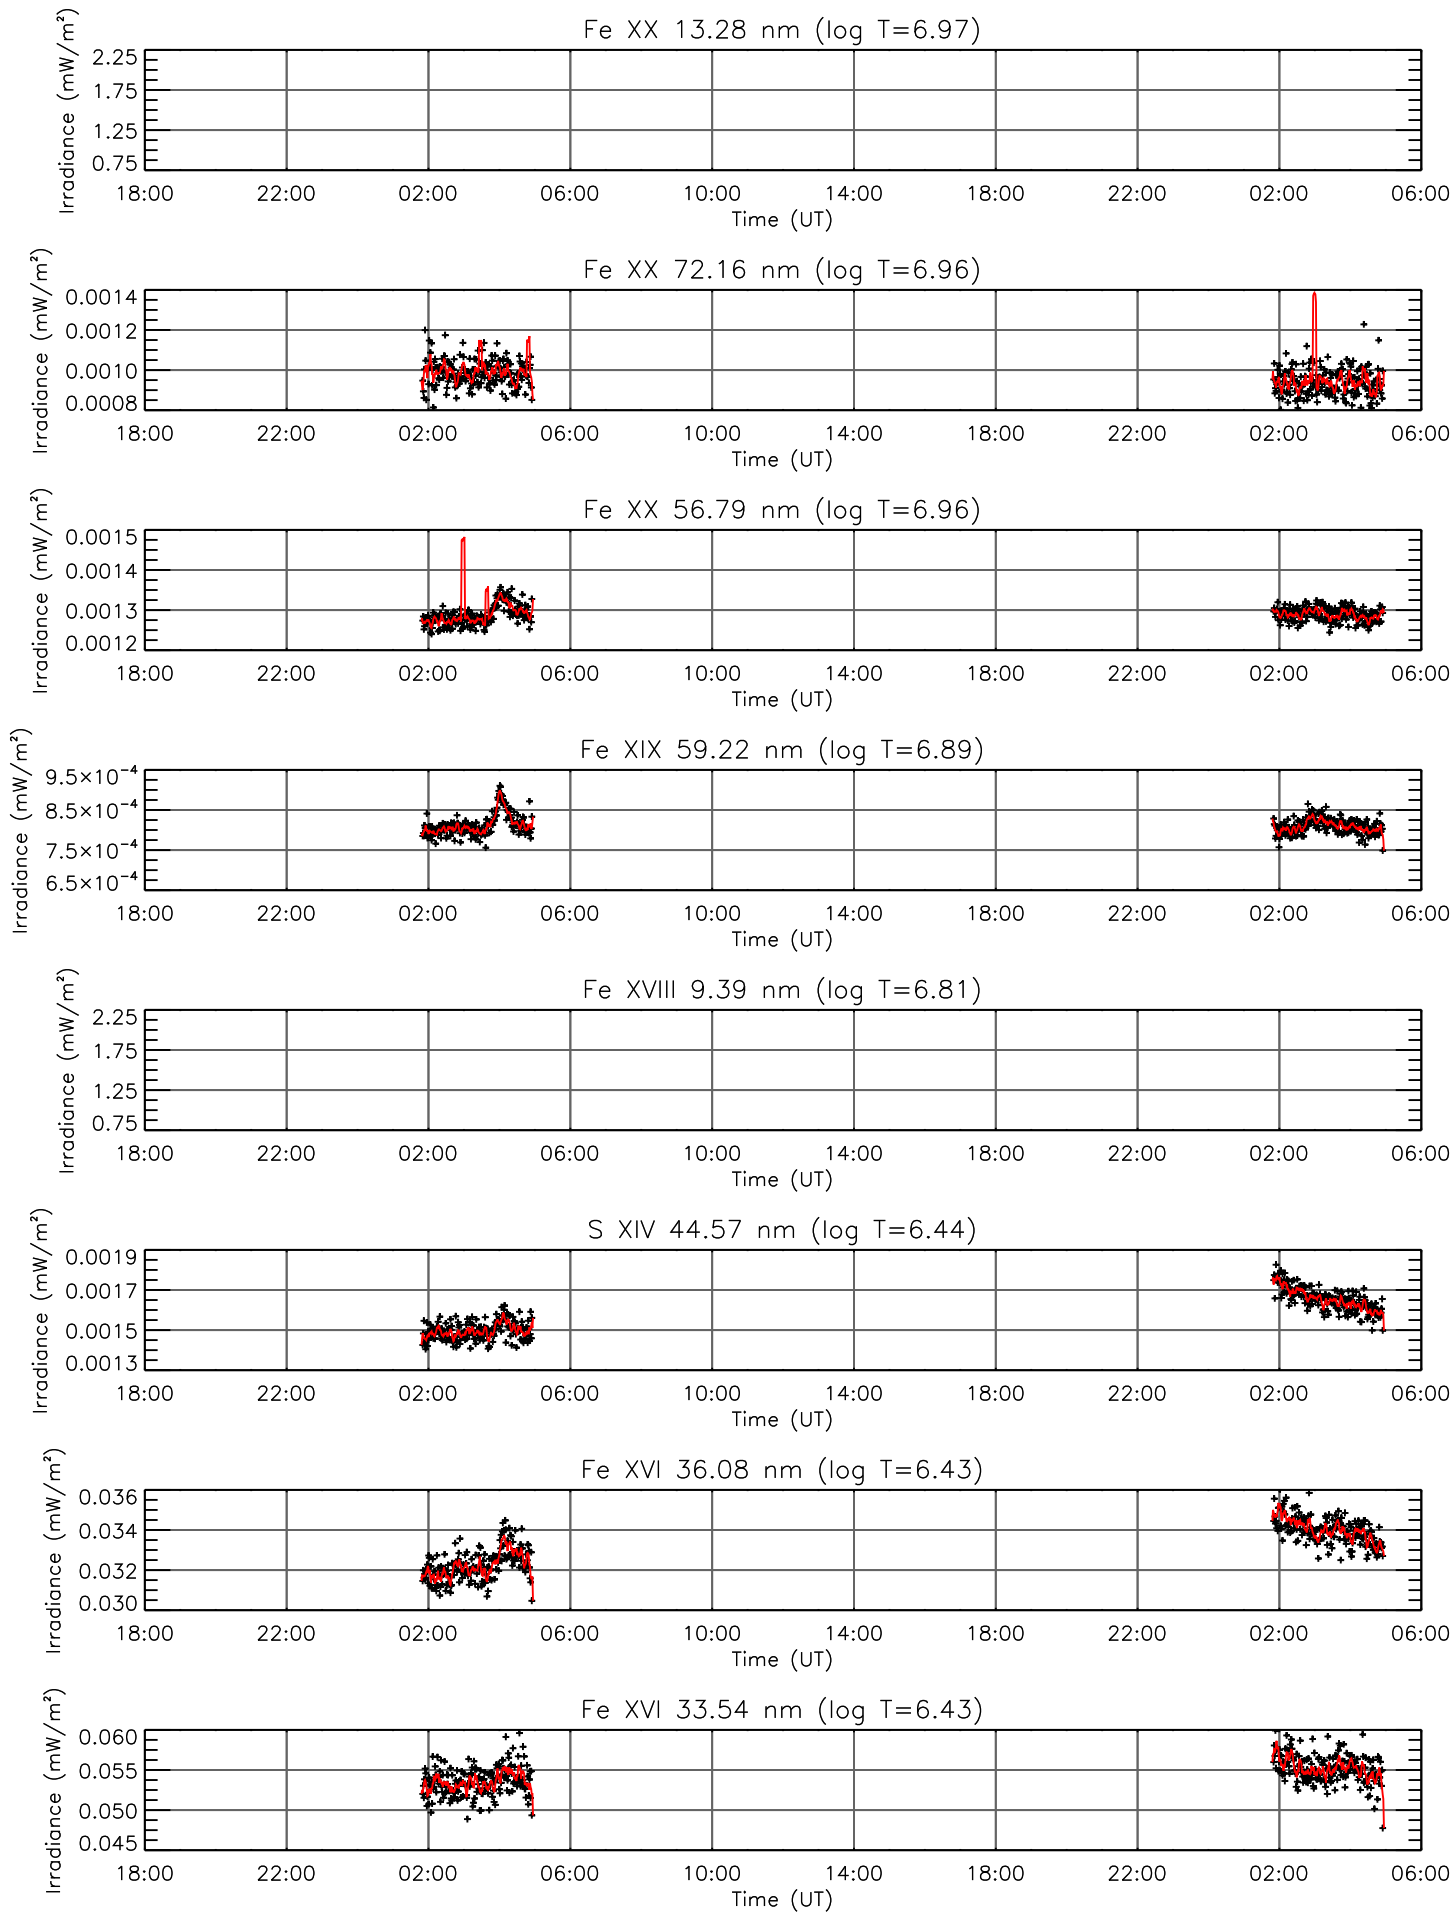 Fe XX 13.28 nm (log T=6.97)
Irradiance (mW/m²)
2.25
1.75
1.25
0.75
18:00 22:00 02:00 06:00 10:00 14:00 18:00 22:00 02:00 06:00
Time (UT)
Fe XX 72.16 nm (log T=6.96)
Irradiance (mW/m²)
0.0014
0.0012
0.0010
0.0008
18:00 22:00 02:00 06:00 10:00 14:00 18:00 22:00 02:00 06:00
Time (UT)
Fe XX 56.79 nm (log T=6.96)
Irradiance (mW/m²)
0.0015
0.0014
0.0013
0.0012
18:00 22:00 02:00 06:00 10:00 14:00 18:00 22:00 02:00 06:00
Time (UT)
Fe XIX 59.22 nm (log T=6.89)
Irradiance (mW/m²)
9.5×10⁻⁴
8.5×10⁻⁴
7.5×10⁻⁴
6.5×10⁻⁴
18:00 22:00 02:00 06:00 10:00 14:00 18:00 22:00 02:00 06:00
Time (UT)
Fe XVIII 9.39 nm (log T=6.81)
Irradiance (mW/m²)
2.25
1.75
1.25
0.75
18:00 22:00 02:00 06:00 10:00 14:00 18:00 22:00 02:00 06:00
Time (UT)
S XIV 44.57 nm (log T=6.44)
Irradiance (mW/m²)
0.0019
0.0017
0.0015
0.0013
18:00 22:00 02:00 06:00 10:00 14:00 18:00 22:00 02:00 06:00
Time (UT)
Fe XVI 36.08 nm (log T=6.43)
Irradiance (mW/m²)
0.036
0.034
0.032
0.030
18:00 22:00 02:00 06:00 10:00 14:00 18:00 22:00 02:00 06:00
Time (UT)
Fe XVI 33.54 nm (log T=6.43)
Irradiance (mW/m²)
0.060
0.055
0.050
0.045
18:00 22:00 02:00 06:00 10:00 14:00 18:00 22:00 02:00 06:00
Time (UT)